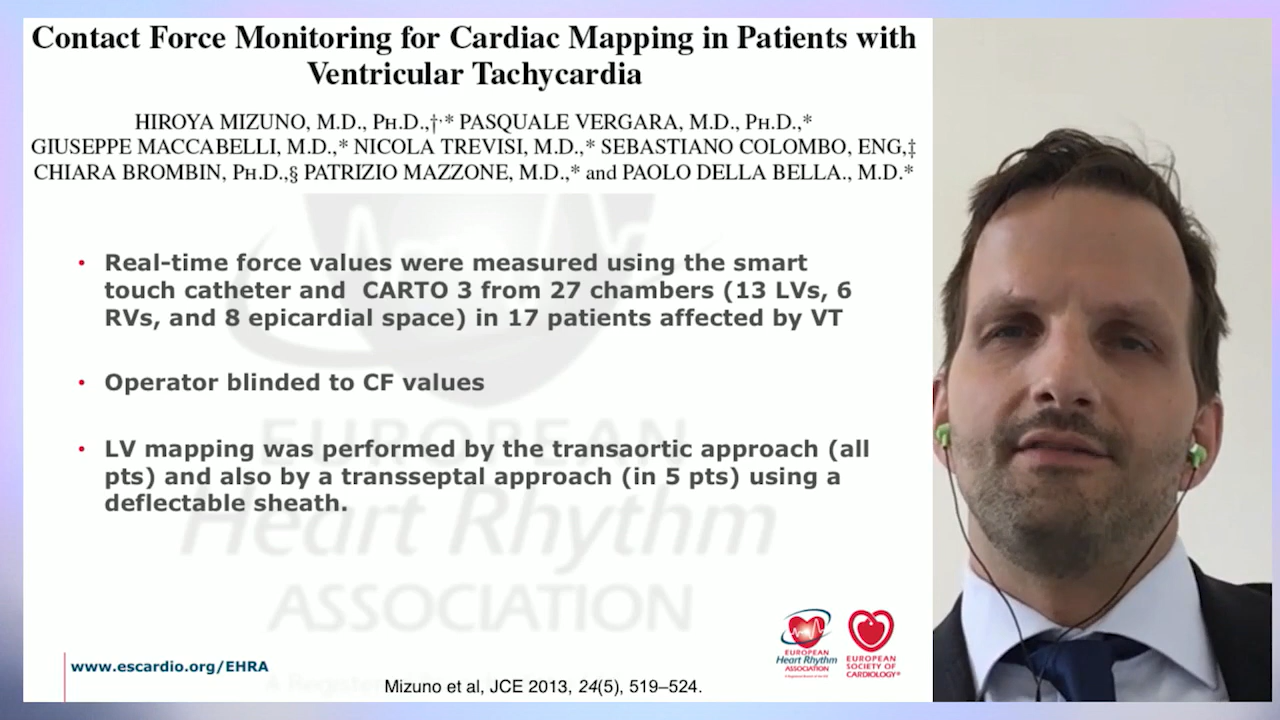 Contact Force Monitoring for Cardiac Mapping in Patients with
Ventricular Tachycardia
HIROYA MIZUNO, M.D., PH.D.,†,* PASQUALE VERGARA, M.D., PH.D.,*
GIUSEPPE MACCABELLI, M.D.,* NICOLA TREVISI, M.D.,* SEBASTIANO COLOMBO, ENG,‡
CHIARA BROMBIN, PH.D.,§ PATRIZIO MAZZONE, M.D.,* and PAOLO DELLA BELLA., M.D.*
• Real-time force values were measured using the smart
touch catheter and CARTO 3 from 27 chambers (13 LVs, 6
RVs, and 8 epicardial space) in 17 patients affected by VT
• Operator blinded to CF values
• LV mapping was performed by the transaortic approach (all
pts) and also by a transseptal approach (in 5 pts) using a
deflectable sheath.
EUROPEAN
Heart Rhythm
ASSOCIATION
www.escardio.org/EHRA
Mizuno et al, JCE 2013, 24(5), 519–524.
EUROPEAN
Heart Rhythm
ASSOCIATION
EUROPEAN
SOCIETY OF
CARDIOLOGY®